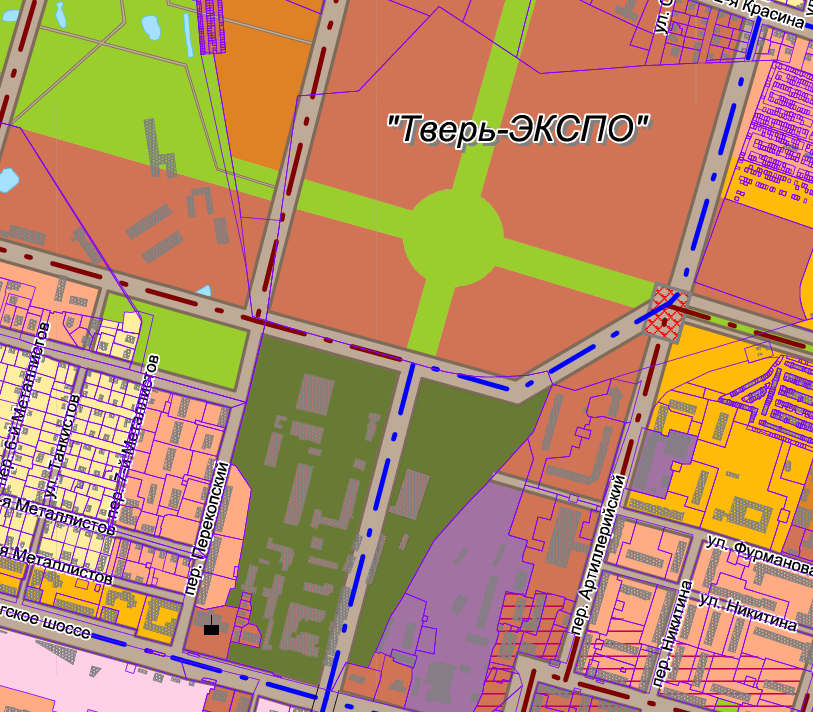 2-я Красина
ул. С
"Тверь-ЭКСПО"
пер. 6-й Металлистов
ул. Танкистов
пер. 7-й Металлистов
-я Металлистов
-я Металлистов
гское шоссе
пер. Перекопский
пер. Артиллерийский
ул. Фурманова
ул. Никитина
пер. Никитина